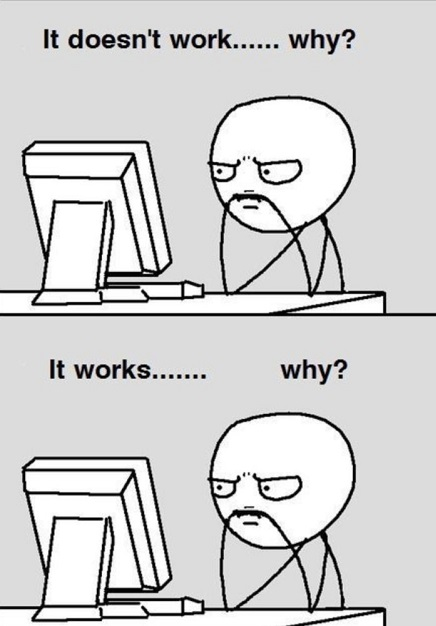 It doesn't work...... why?
It works....... why?